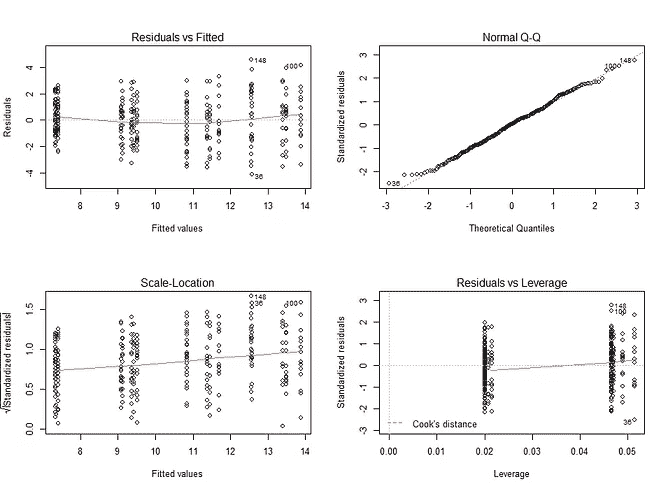 Residuals vs Fitted
Residuals
4
2
0
-2
-4
148
100
36
8 9 10 11 12 13 14
Fitted values
Normal Q-Q
Standardized residuals
3
2
1
0
-1
-2
100 148
36
-3 -2 -1 0 1 2 3
Theoretical Quantiles
Scale-Location
√|Standardized residuals|
1.5
1.0
0.5
0.0
148
36
100
8 9 10 11 12 13 14
Fitted values
Residuals vs Leverage
Standardized residuals
3
2
1
0
-1
-2
-3
148
100
36
Cook's distance
0.00 0.01 0.02 0.03 0.04 0.05
Leverage